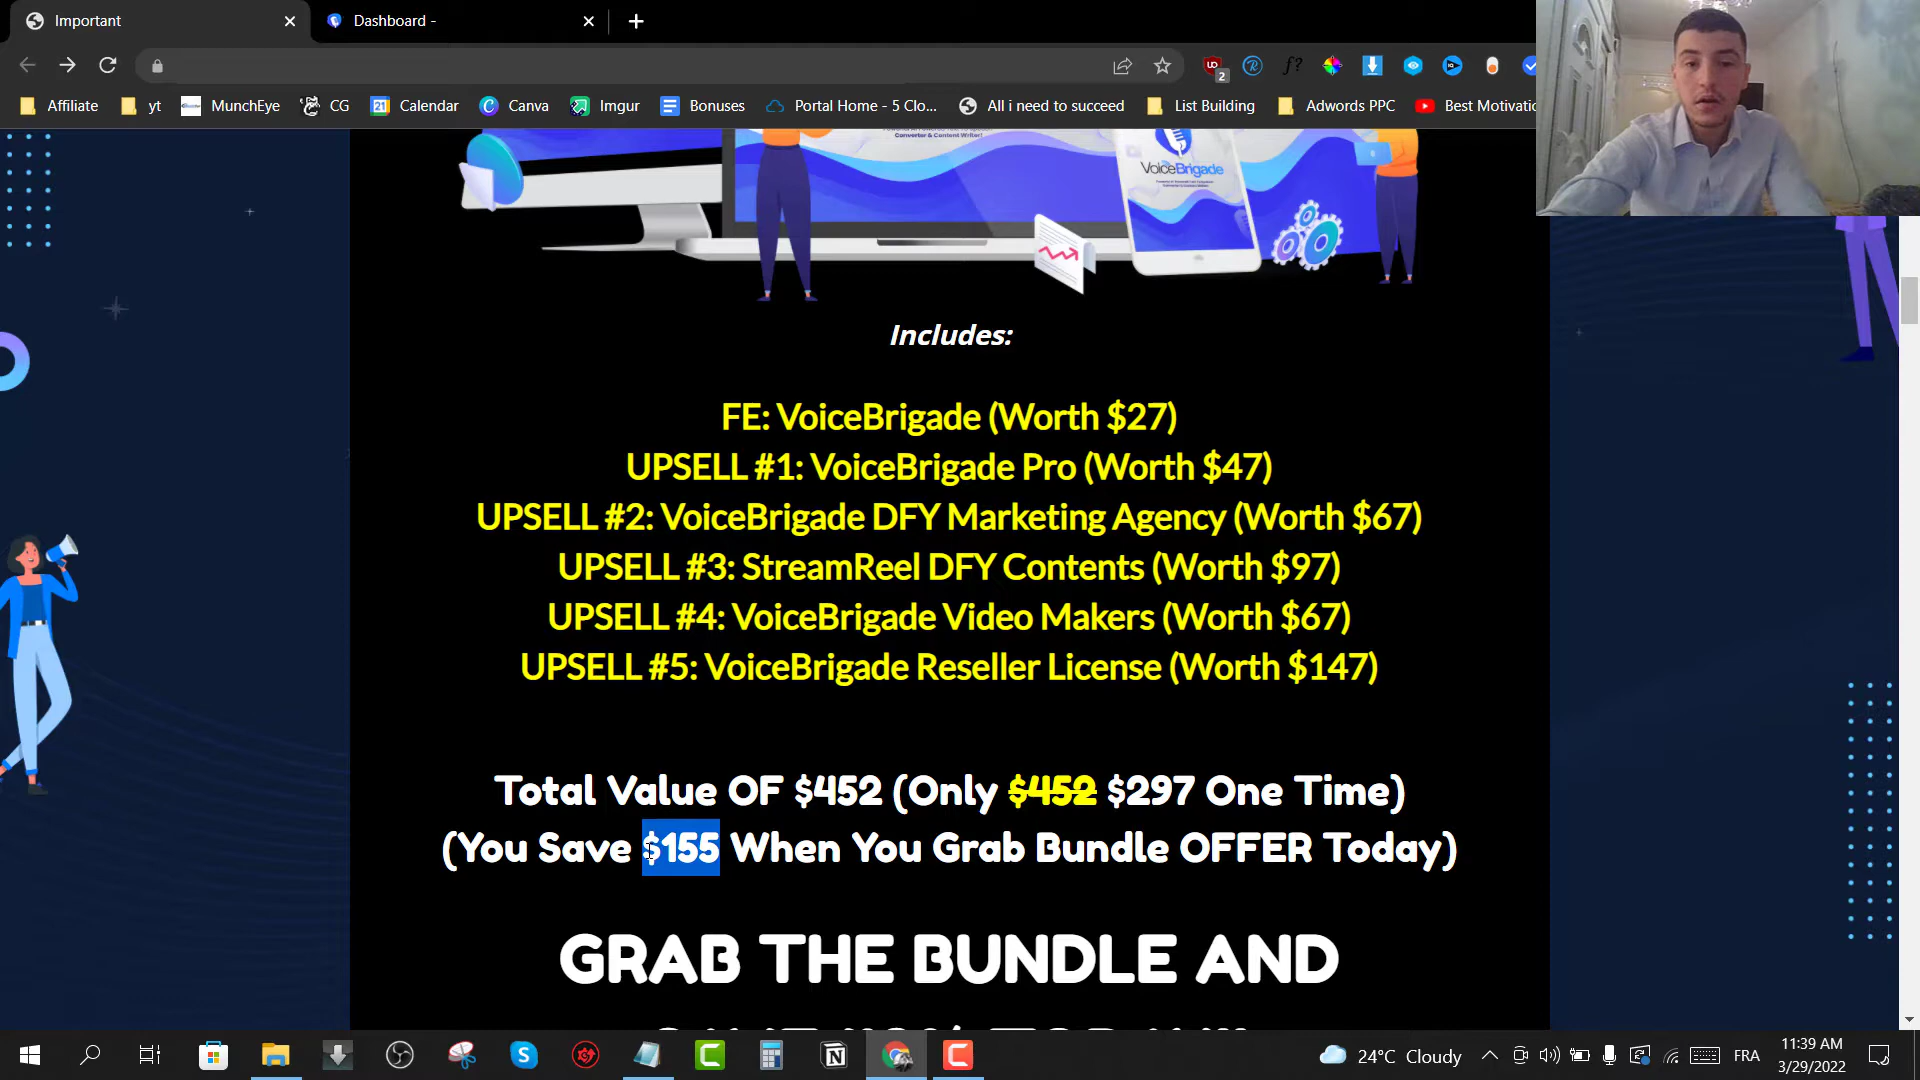 Important
Dashboard -
2
Affiliate
yt
MunchEye
CG
Calendar
Canva
Imgur
Bonuses
Portal Home - 5 Clo...
All i need to succeed
List Building
Adwords PPC
Best Motivatio
Converter & Content Writer!
VoiceBrigade
Includes:
FE: VoiceBrigade (Worth $27)
UPSELL #1: VoiceBrigade Pro (Worth $47)
UPSELL #2: VoiceBrigade DFY Marketing Agency (Worth $67)
UPSELL #3: StreamReel DFY Contents (Worth $97)
UPSELL #4: VoiceBrigade Video Makers (Worth $67)
UPSELL #5: VoiceBrigade Reseller License (Worth $147)
Total Value OF $452 (Only $452 $297 One Time)
(You Save $155 When You Grab Bundle OFFER Today)
GRAB THE BUNDLE AND
24°C Cloudy
FRA
11:39 AM
3/29/2022